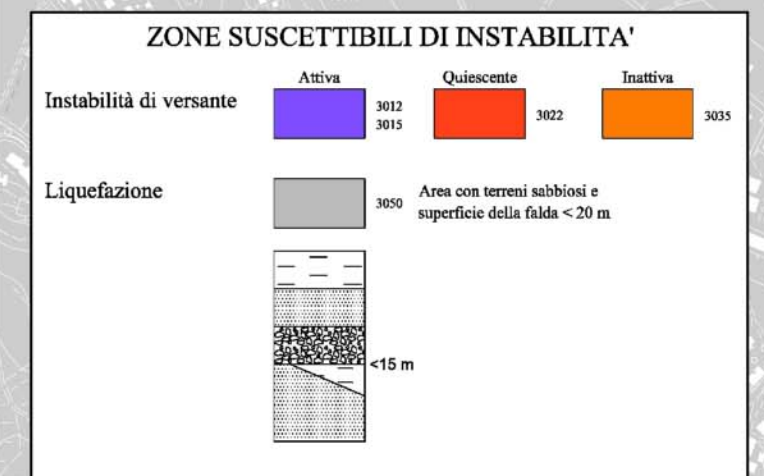 ZONE SUSCETTIBILI DI INSTABILITA'
Attiva Quiescente Inattiva
Instabilità di versante 3012 3022 3035
3015
Liquefazione 3050 Area con terreni sabbiosi e
superficie della falda < 20 m
<15 m